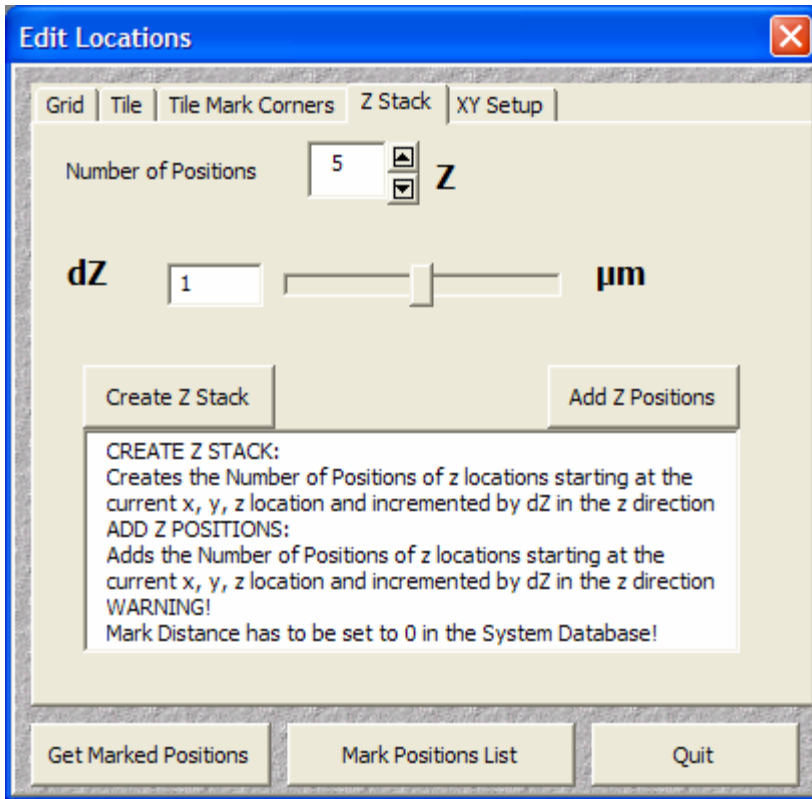 Edit Locations
Grid Tile Tile Mark Corners Z Stack XY Setup
Number of Positions 5 Z
dZ 1 µm
Create Z Stack Add Z Positions
CREATE Z STACK:
Creates the Number of Positions of z locations starting at the
current x, y, z location and incremented by dZ in the z direction
ADD Z POSITIONS:
Adds the Number of Positions of z locations starting at the
current x, y, z location and incremented by dZ in the z direction
WARNING!
Mark Distance has to be set to 0 in the System Database!
Get Marked Positions Mark Positions List Quit